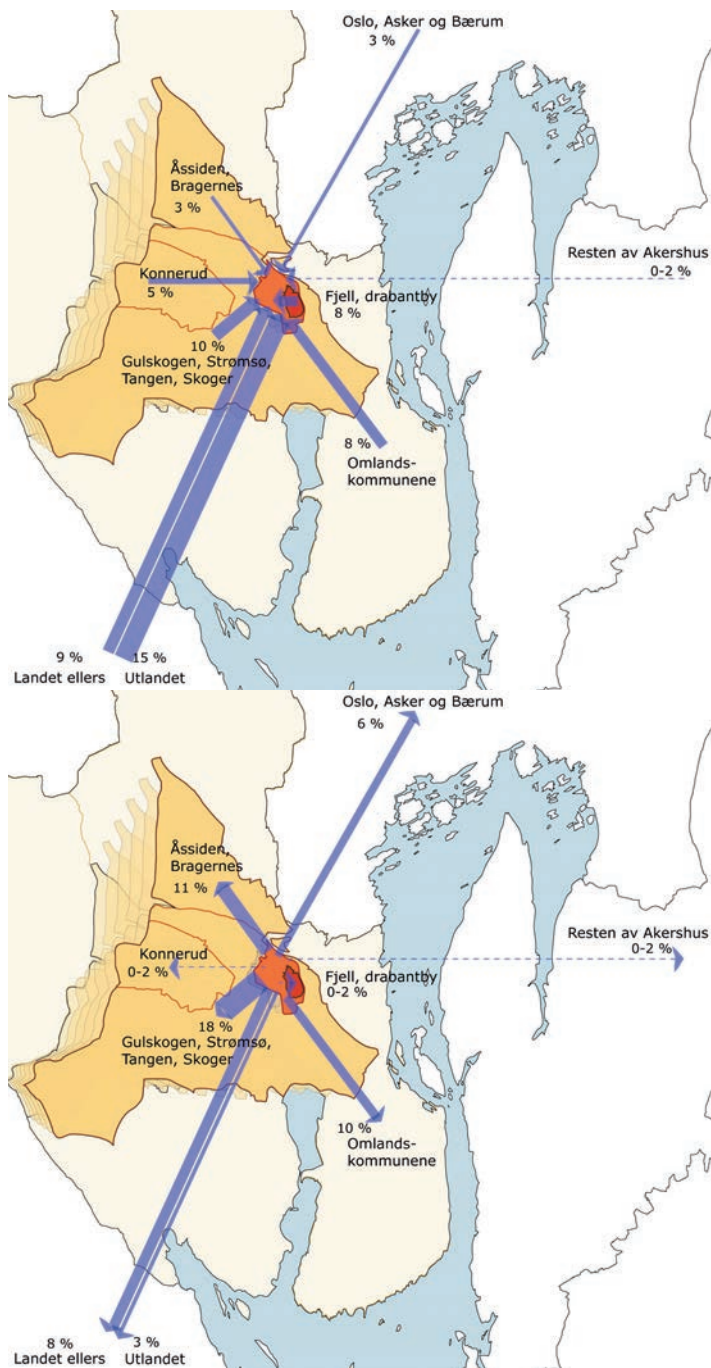 Oslo, Asker og Bærum
3 %
Åssiden,
Bragernes
3 %
Resten av Akershus
0-2 %
Konnerud
5 %
Fjell, drabantby
8 %
10 %
Gulskogen, Strømsø,
Tangen, Skoger
8 %
Omlands-
kommunene
9 %
Landet ellers
15 %
Utlandet
Oslo, Asker og Bærum
6 %
Åssiden,
Bragernes
11 %
Resten av Akershus
0-2 %
Konnerud
0-2 %
Fjell, drabantby
0-2 %
18 %
Gulskogen, Strømsø,
Tangen, Skoger
10 %
Omlands-
kommunene
8 %
Landet ellers
3 %
Utlandet